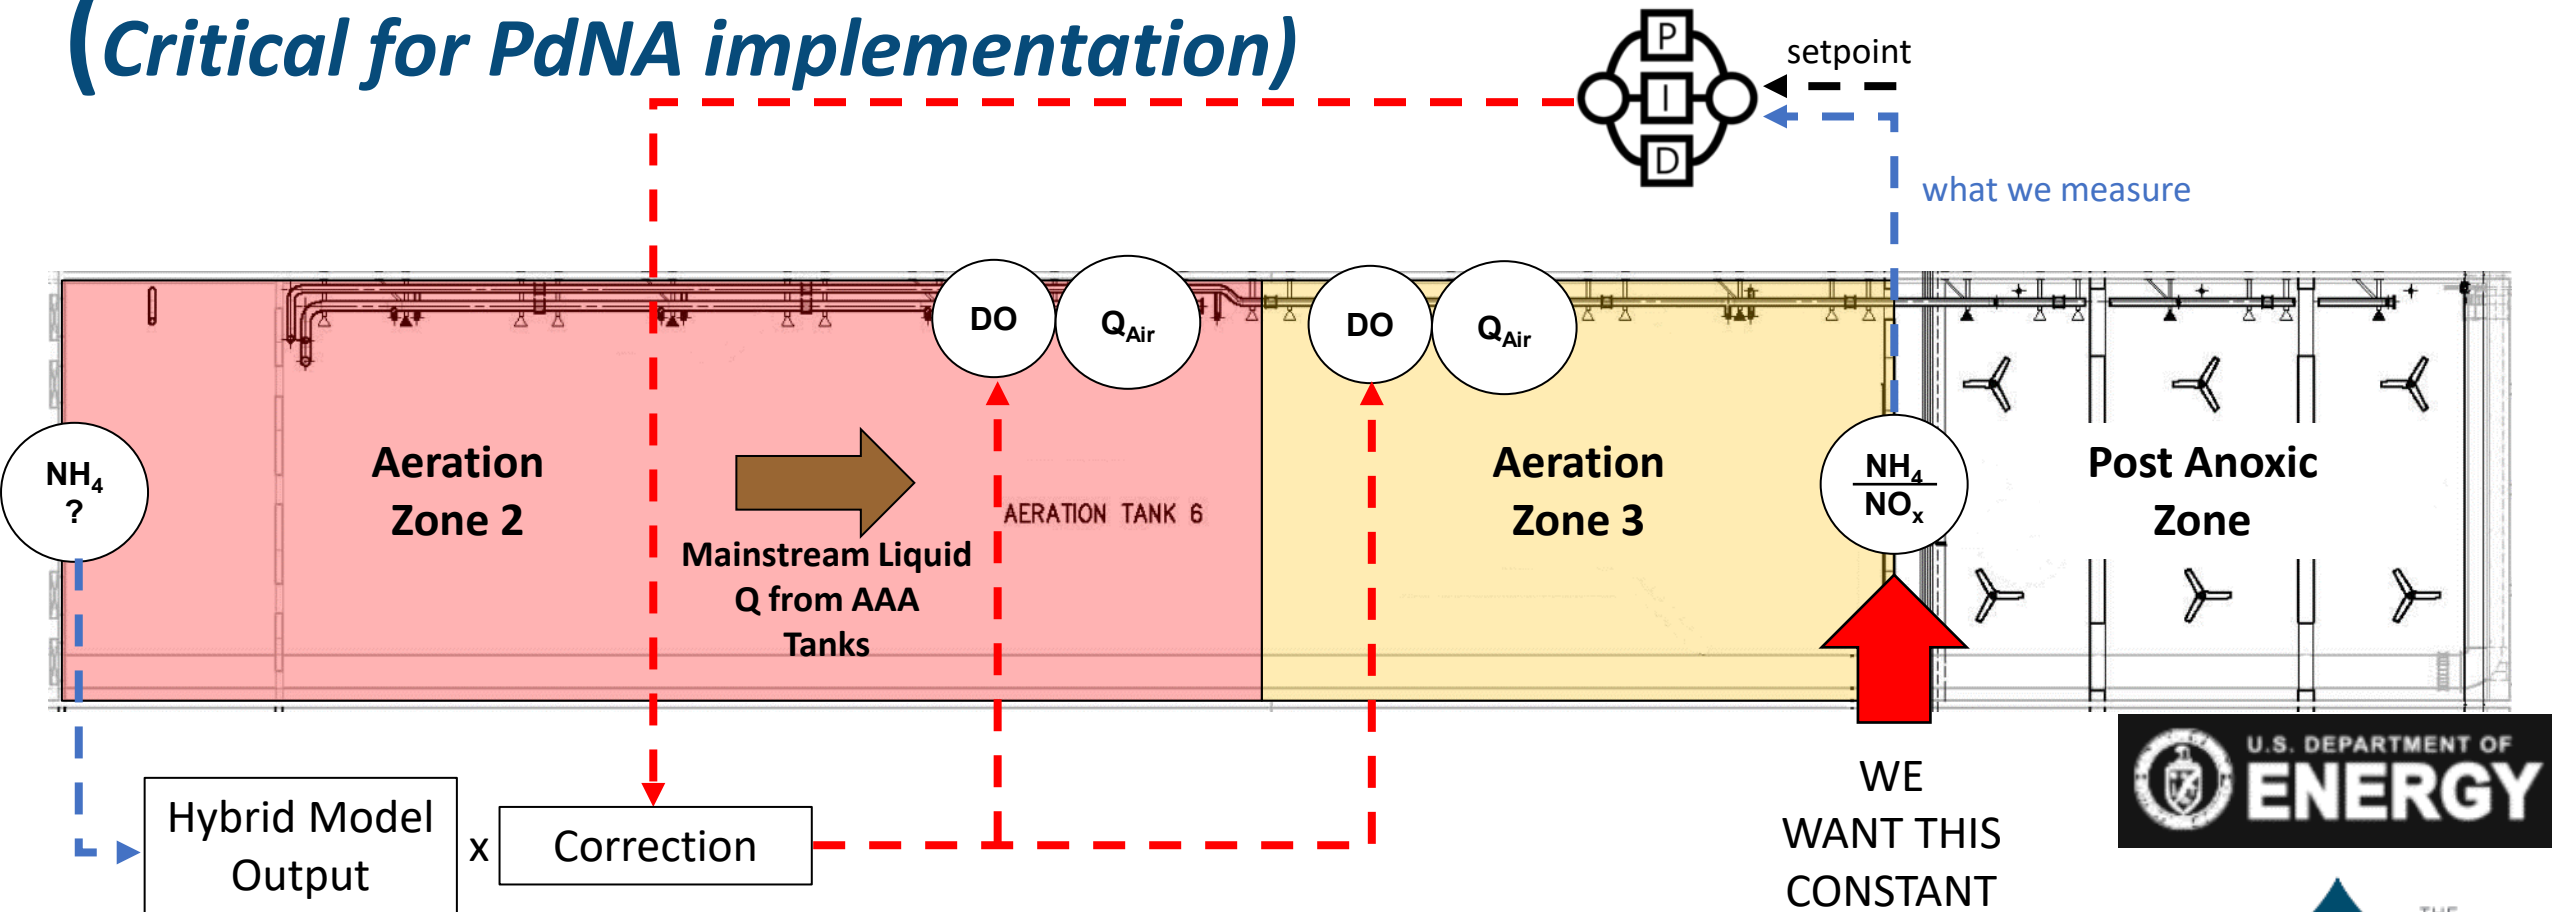 (Critical for PdNA implementation)
P
I
D
setpoint
what we measure
DO
QAir
DO
QAir
NH4
?
Aeration
Zone 2
Mainstream Liquid
Q from AAA
Tanks
AERATION TANK 6
Aeration
Zone 3
NH4
NOx
Post Anoxic
Zone
Hybrid Model
Output
x
Correction
WE
WANT THIS
CONSTANT
U.S. DEPARTMENT OF
ENERGY
THE